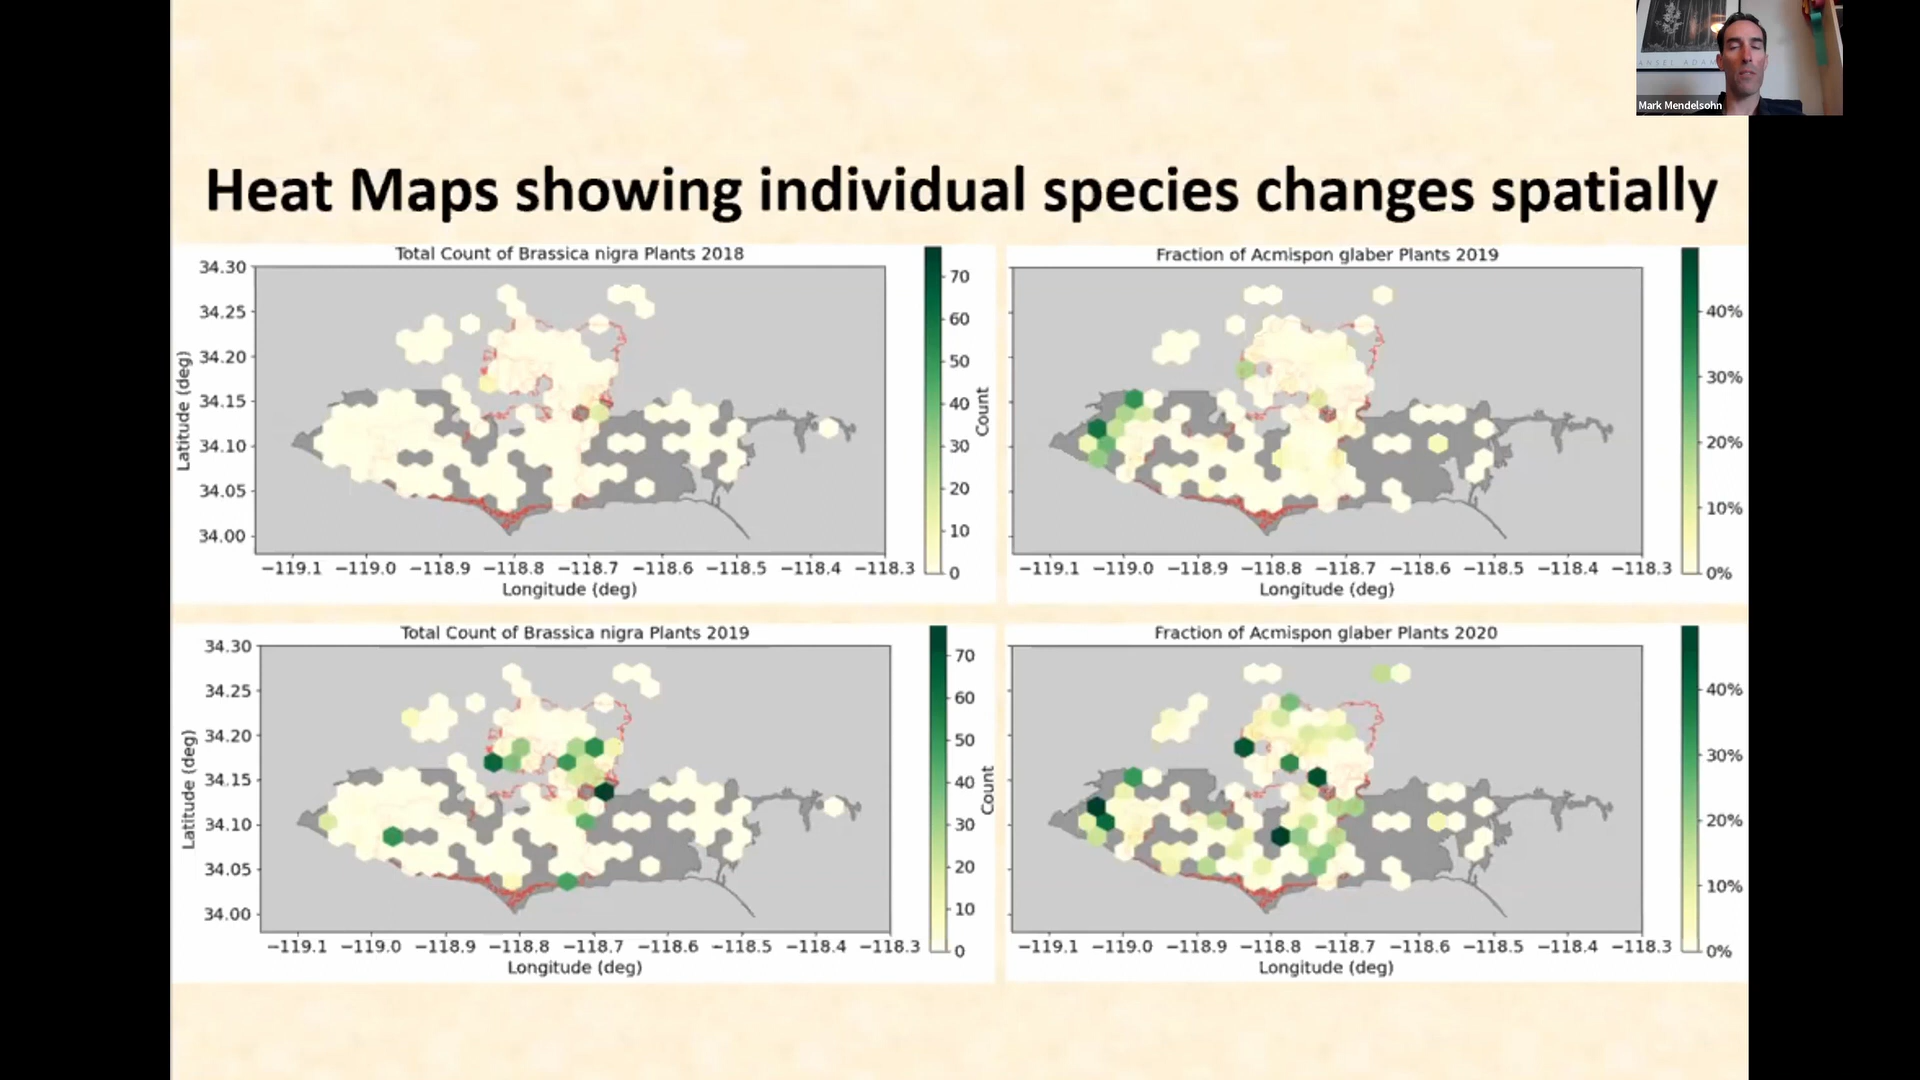 ANSEL ADAM
Mark Mendelsohn
Heat Maps showing individual species changes spatially
Total Count of Brassica nigra Plants 2018
34.30
34.25
34.20
34.15
34.10
34.05
34.00
Latitude (deg)
−119.1 −119.0 −118.9 −118.8 −118.7 −118.6 −118.5 −118.4 −118.3
Longitude (deg)
70
60
50
40
30
20
10
0
Count
Fraction of Acmispon glaber Plants 2019
−119.1 −119.0 −118.9 −118.8 −118.7 −118.6 −118.5 −118.4 −118.3
Longitude (deg)
40%
30%
20%
10%
0%
Total Count of Brassica nigra Plants 2019
34.30
34.25
34.20
34.15
34.10
34.05
34.00
Latitude (deg)
−119.1 −119.0 −118.9 −118.8 −118.7 −118.6 −118.5 −118.4 −118.3
Longitude (deg)
70
60
50
40
30
20
10
0
Count
Fraction of Acmispon glaber Plants 2020
−119.1 −119.0 −118.9 −118.8 −118.7 −118.6 −118.5 −118.4 −118.3
Longitude (deg)
40%
30%
20%
10%
0%